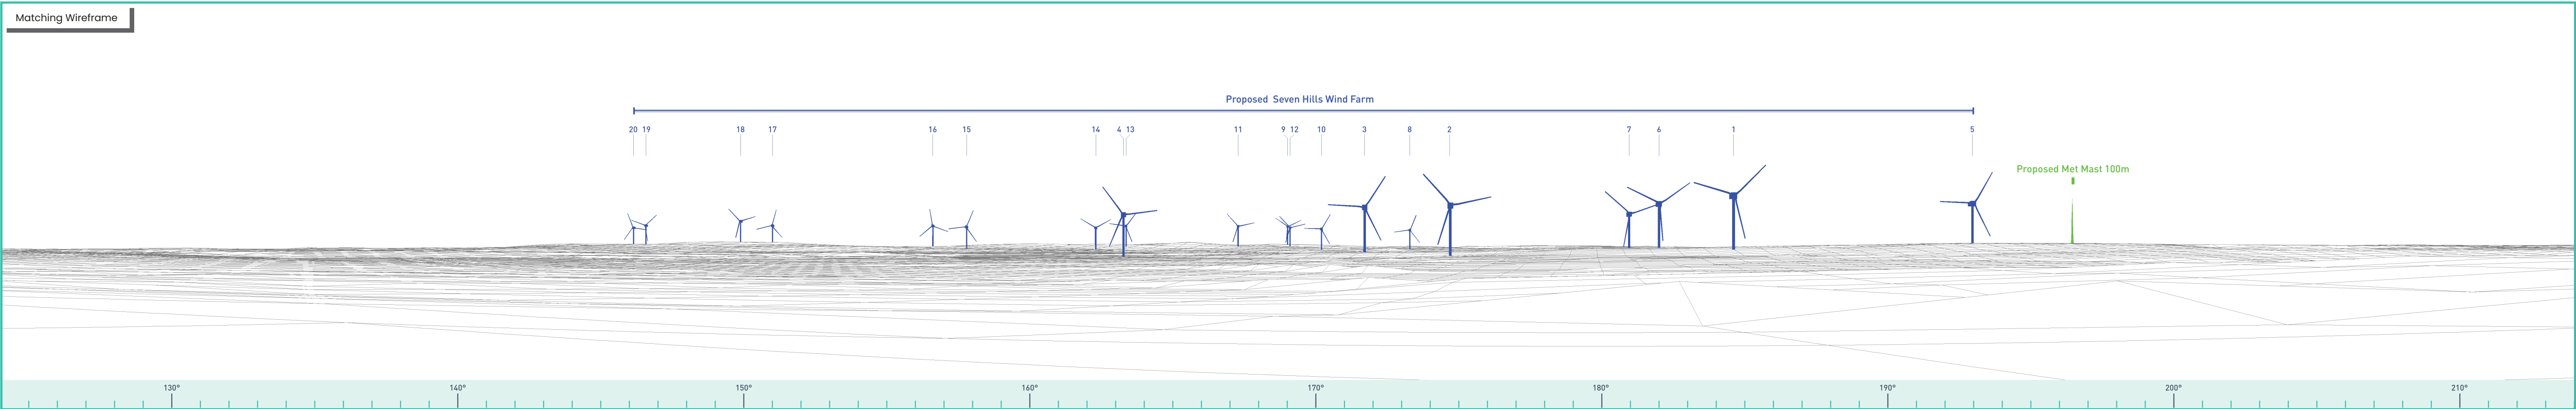 Matching Wireframe
Proposed Seven Hills Wind Farm
20 19 18 17 16 15 14 4 13 11 9 12 10 3 8 2 7 6 1 5
Proposed Met Mast 100m
130° 140° 150° 160° 170° 180° 190° 200° 210°